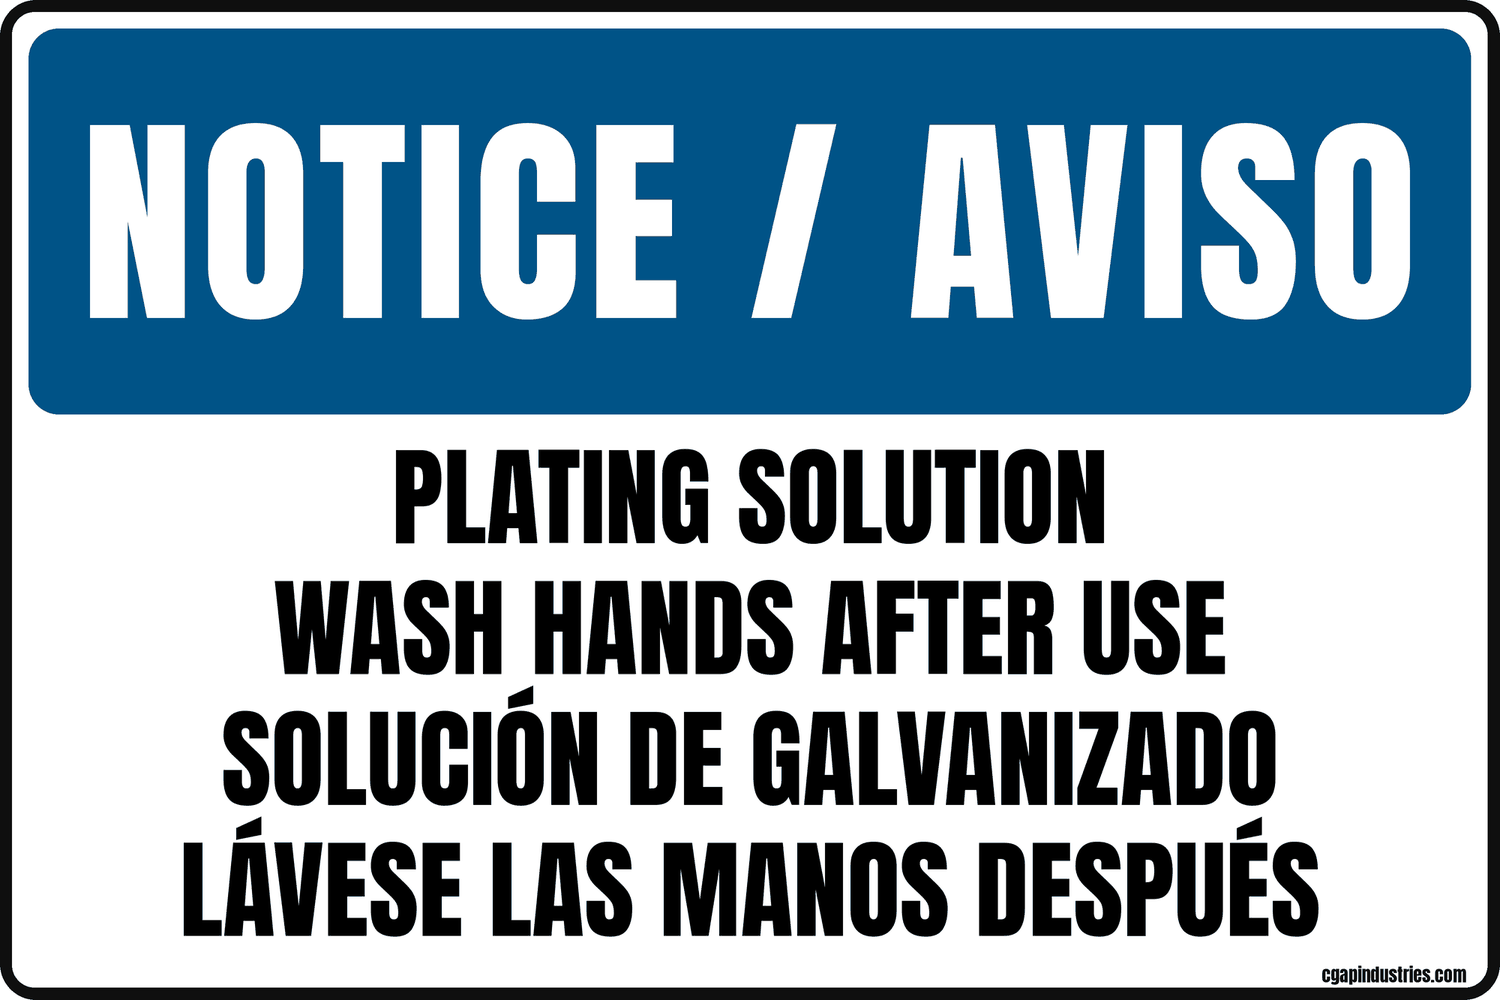 NOTICE / AVISO
PLATING SOLUTION
WASH HANDS AFTER USE
SOLUCIÓN DE GALVANIZADO
LÁVESE LAS MANOS DESPUÉS
cgapindustries.com